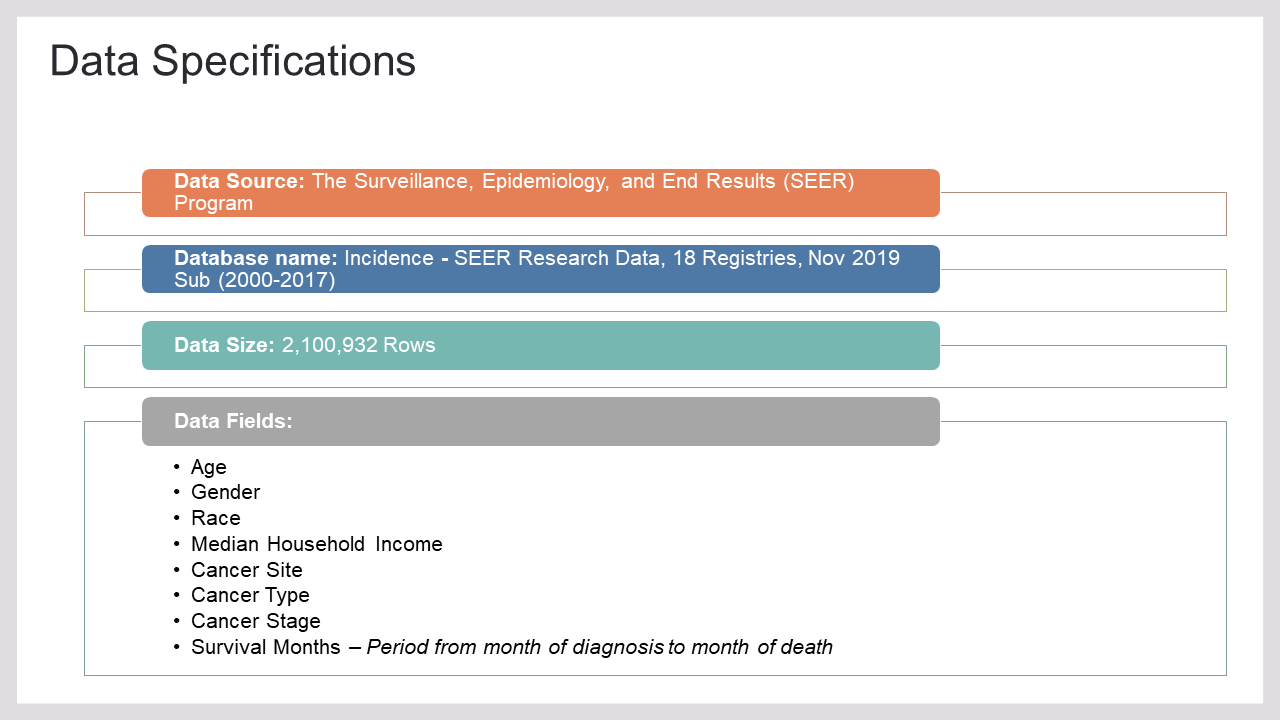 Data Specifications
Data Source: The Surveillance, Epidemiology, and End Results (SEER)
Program
Database name: Incidence - SEER Research Data, 18 Registries, Nov 2019
Sub (2000-2017)
Data Size: 2,100,932 Rows
Data Fields:
• Age
• Gender
• Race
• Median Household Income
• Cancer Site
• Cancer Type
• Cancer Stage
• Survival Months – Period from month of diagnosis to month of death